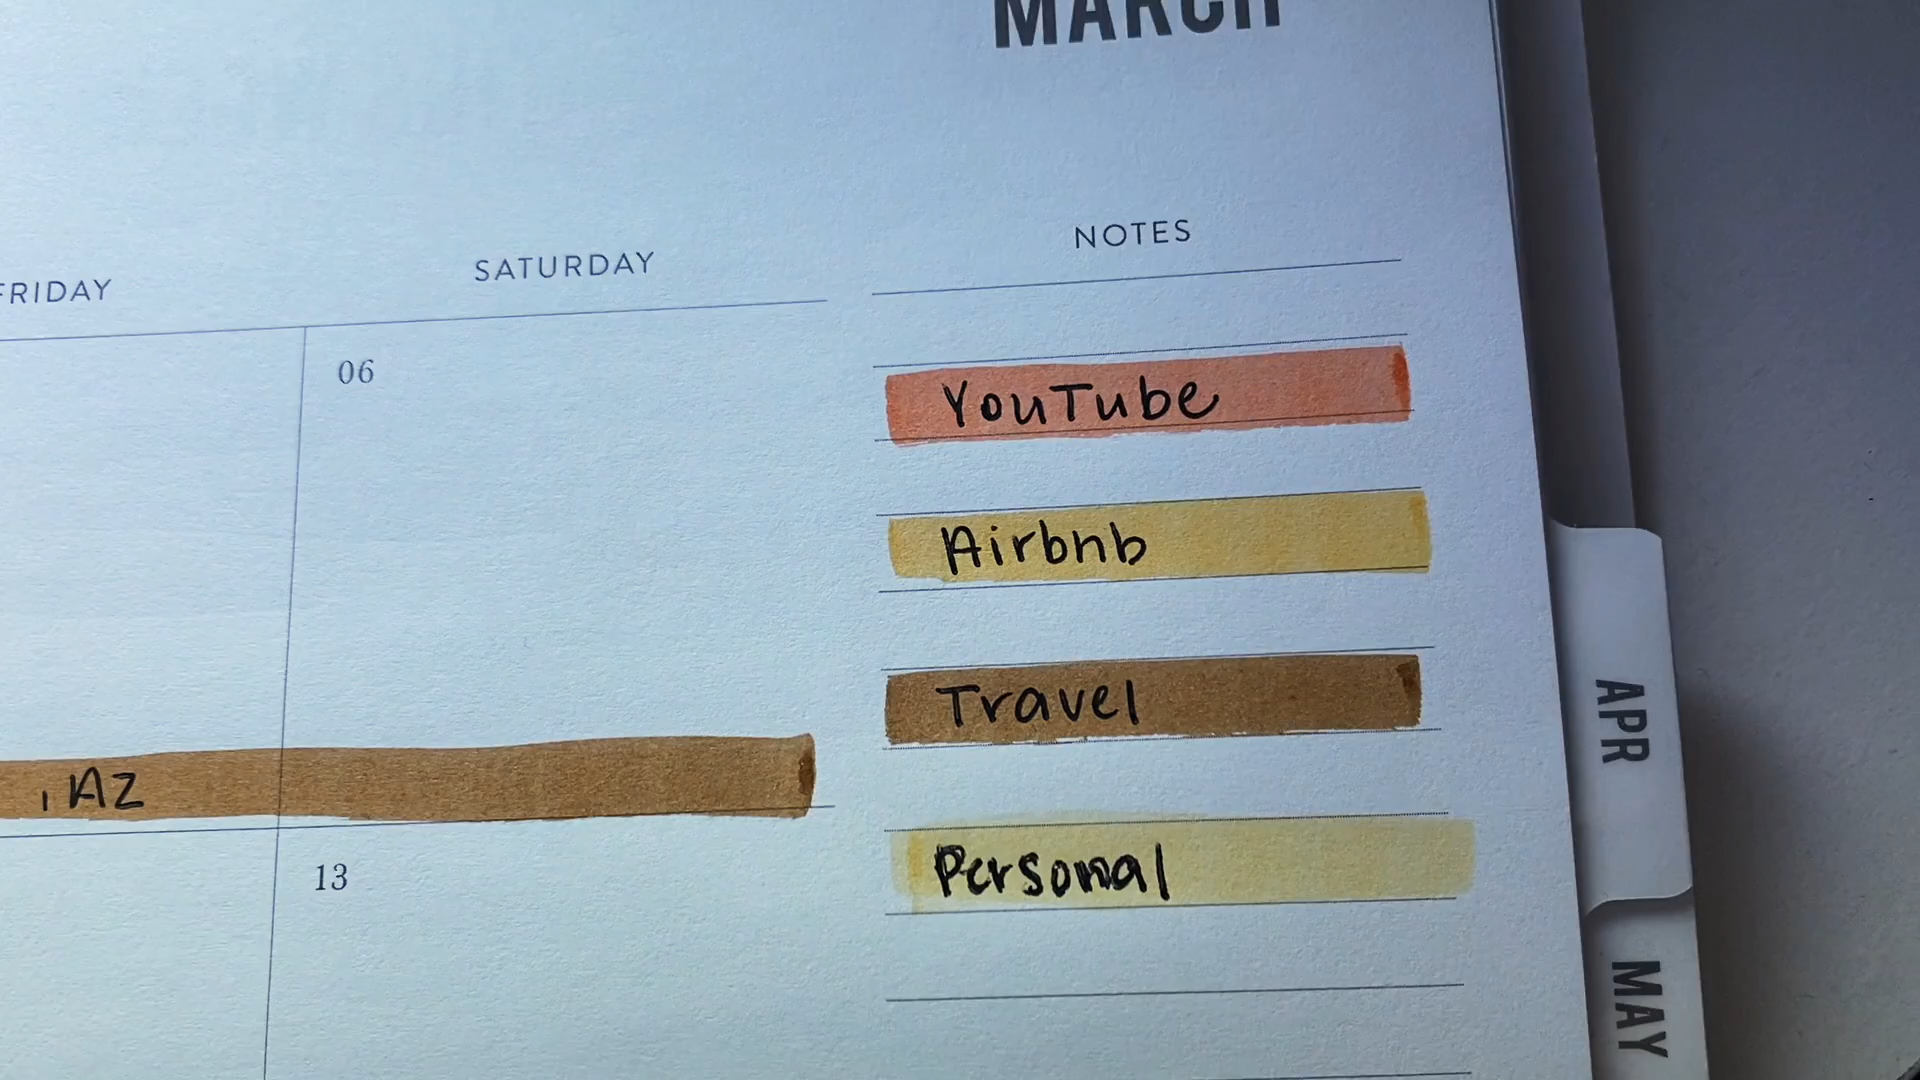 MARCH
FRIDAY SATURDAY NOTES
06
YouTube
Airbnb
Travel
, AZ
Personal
13
APR
MAY